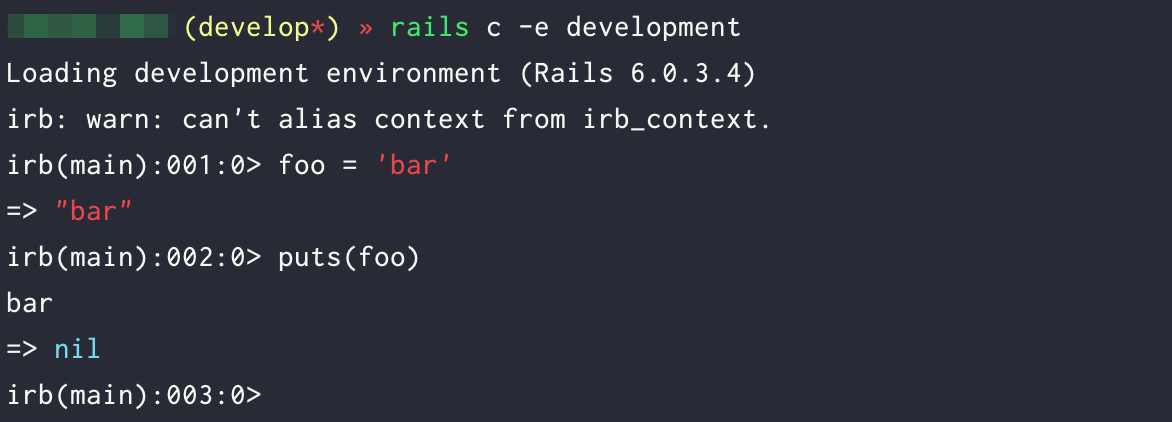 (develop*) » rails c -e development
Loading development environment (Rails 6.0.3.4)
irb: warn: can't alias context from irb_context.
irb(main):001:0> foo = 'bar'
=> "bar"
irb(main):002:0> puts(foo)
bar
=> nil
irb(main):003:0>